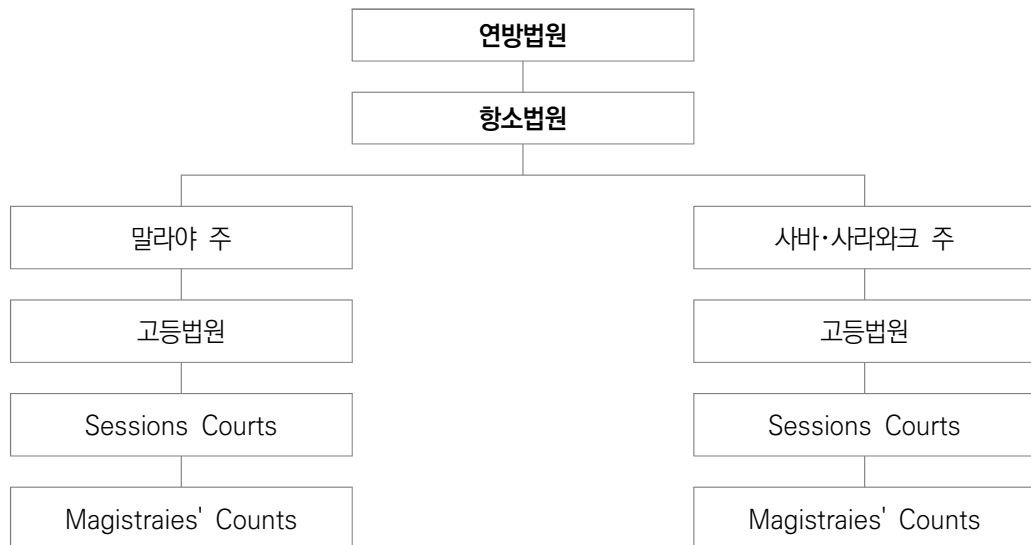 연방법원
항소법원
말라야 주
사바·사라와크 주
고등법원
고등법원
Sessions Courts
Sessions Courts
Magistraies' Counts
Magistraies' Counts